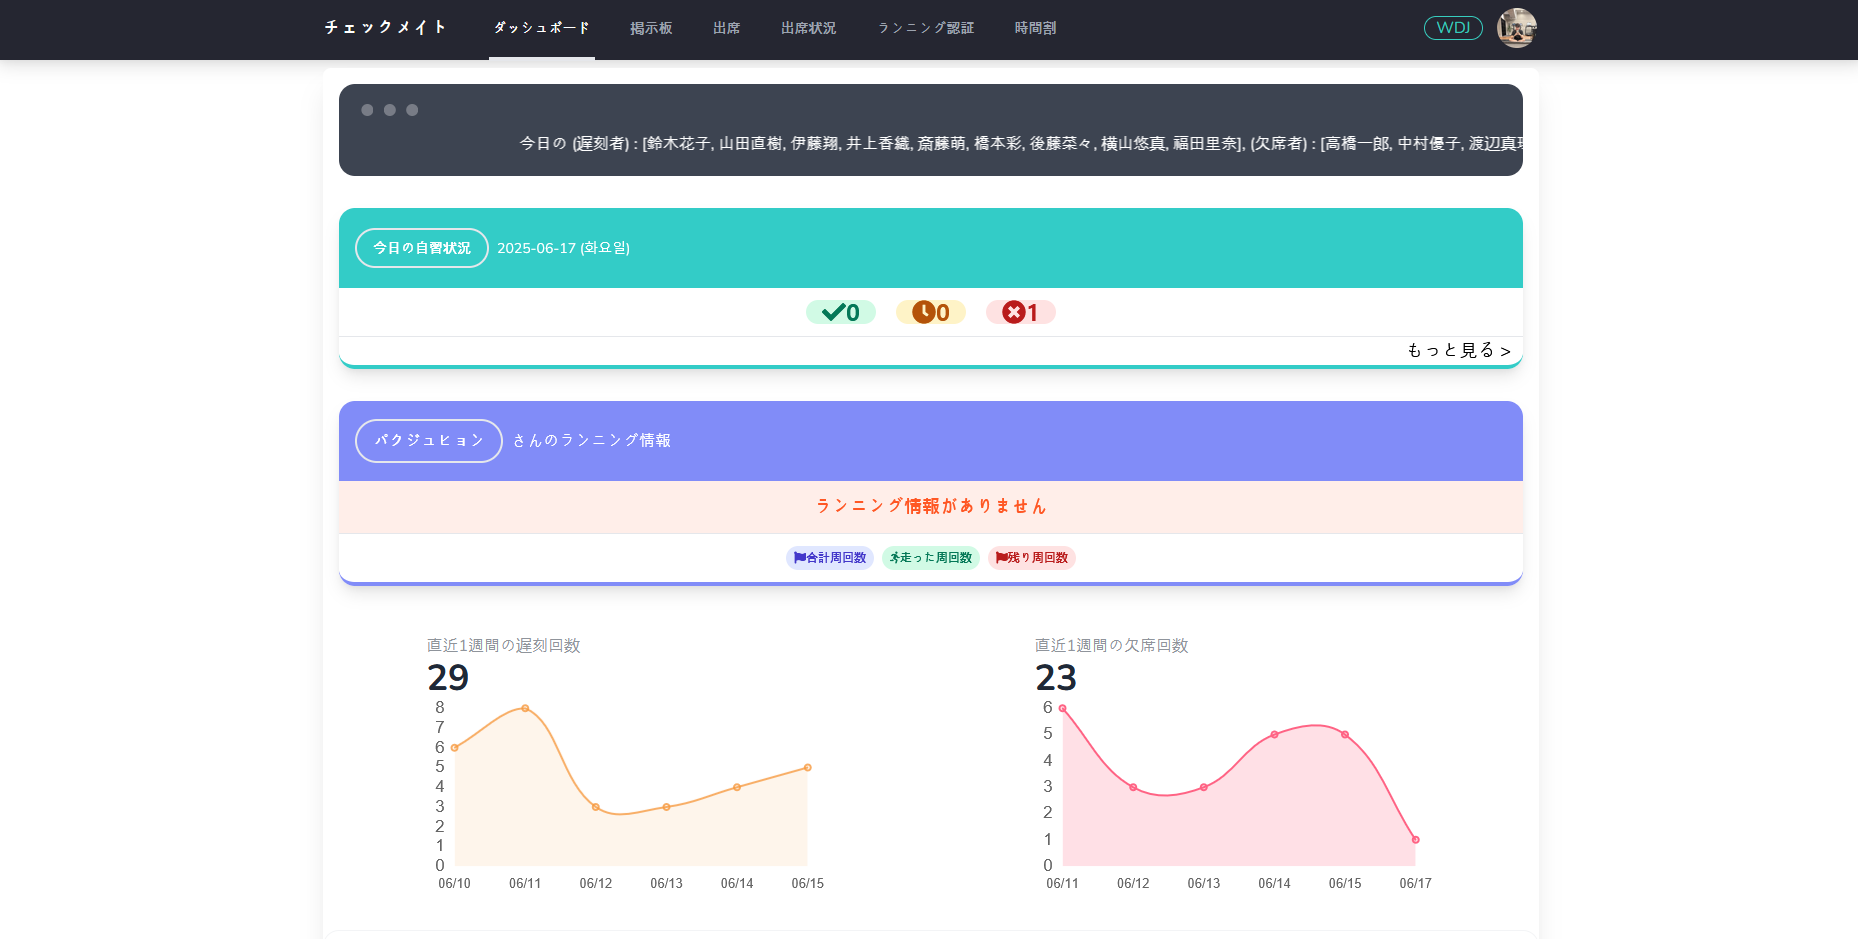 チェックメイト ダッシュボード 掲示板 出席 出席状況 ランニング認証 時間割 WDJ
今日の (遅刻者) : [鈴木花子, 山田直樹, 伊藤翔, 井上香織, 斎藤萌, 橋本彩, 後藤菜々, 横山悠真, 福田里奈], (欠席者) : [高橋一郎, 中村優子, 渡辺真
今日の自習状況 2025-06-17 (화요일)
0 0 1
もっと見る >
パクジュヒョン さんのランニング情報
ランニング情報がありません
合計周回数 走った周回数 残り周回数
直近1週間の遅刻回数
29
8
7
6
5
4
3
2
1
0
06/10 06/11 06/12 06/13 06/14 06/15
直近1週間の欠席回数
23
6
5
4
3
2
1
0
06/11 06/12 06/13 06/14 06/15 06/17